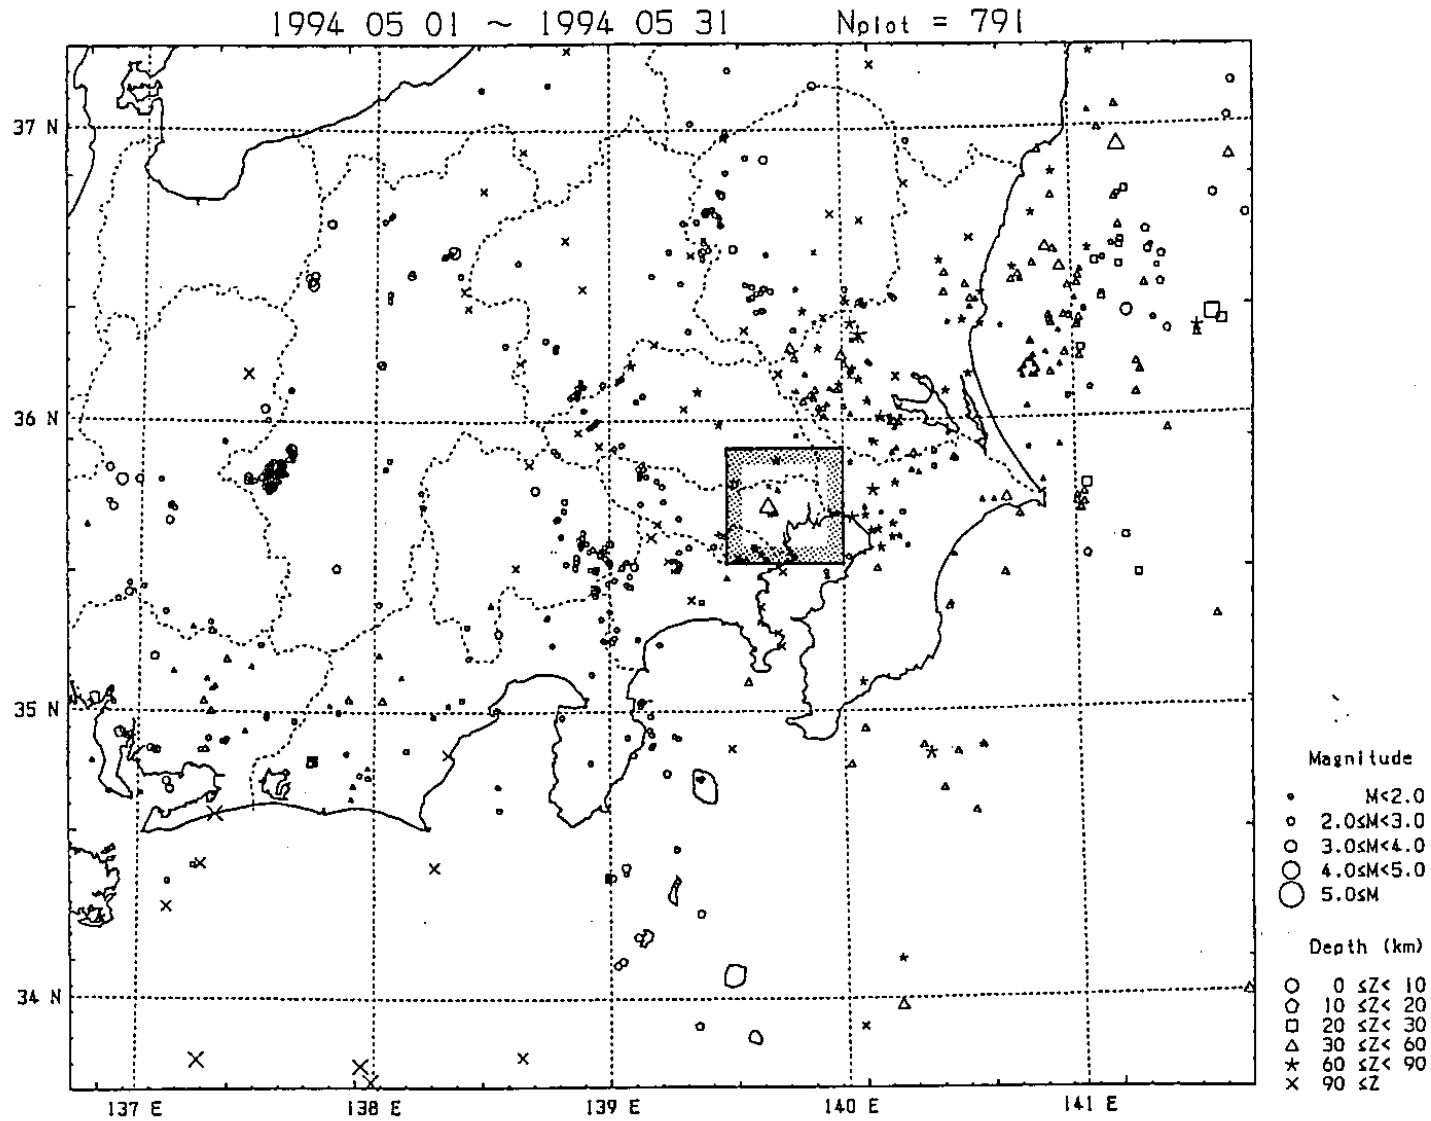 1994 05 01 ~ 1994 05 31 Nplot = 791
37 N
36 N
35 N
34 N
137 E 138 E 139 E 140 E 141 E
Magnitude
M<2.0
2.0≤M<3.0
3.0≤M<4.0
4.0≤M<5.0
5.0≤M
Depth (km)
0 ≤Z< 10
10 ≤Z< 20
20 ≤Z< 30
30 ≤Z< 60
60 ≤Z< 90
90 ≤Z